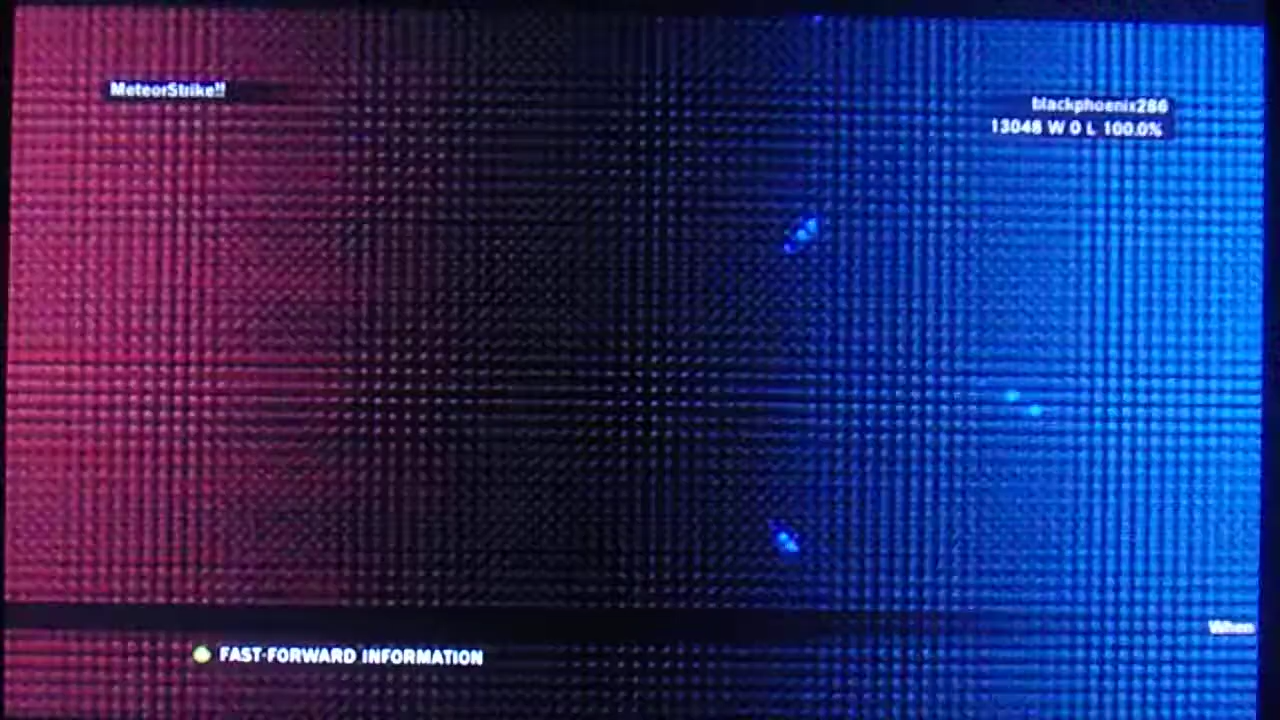 MeteorStrike!!
blackphoenix286
13048 W 0 L 100.0%
When
FAST-FORWARD INFORMATION